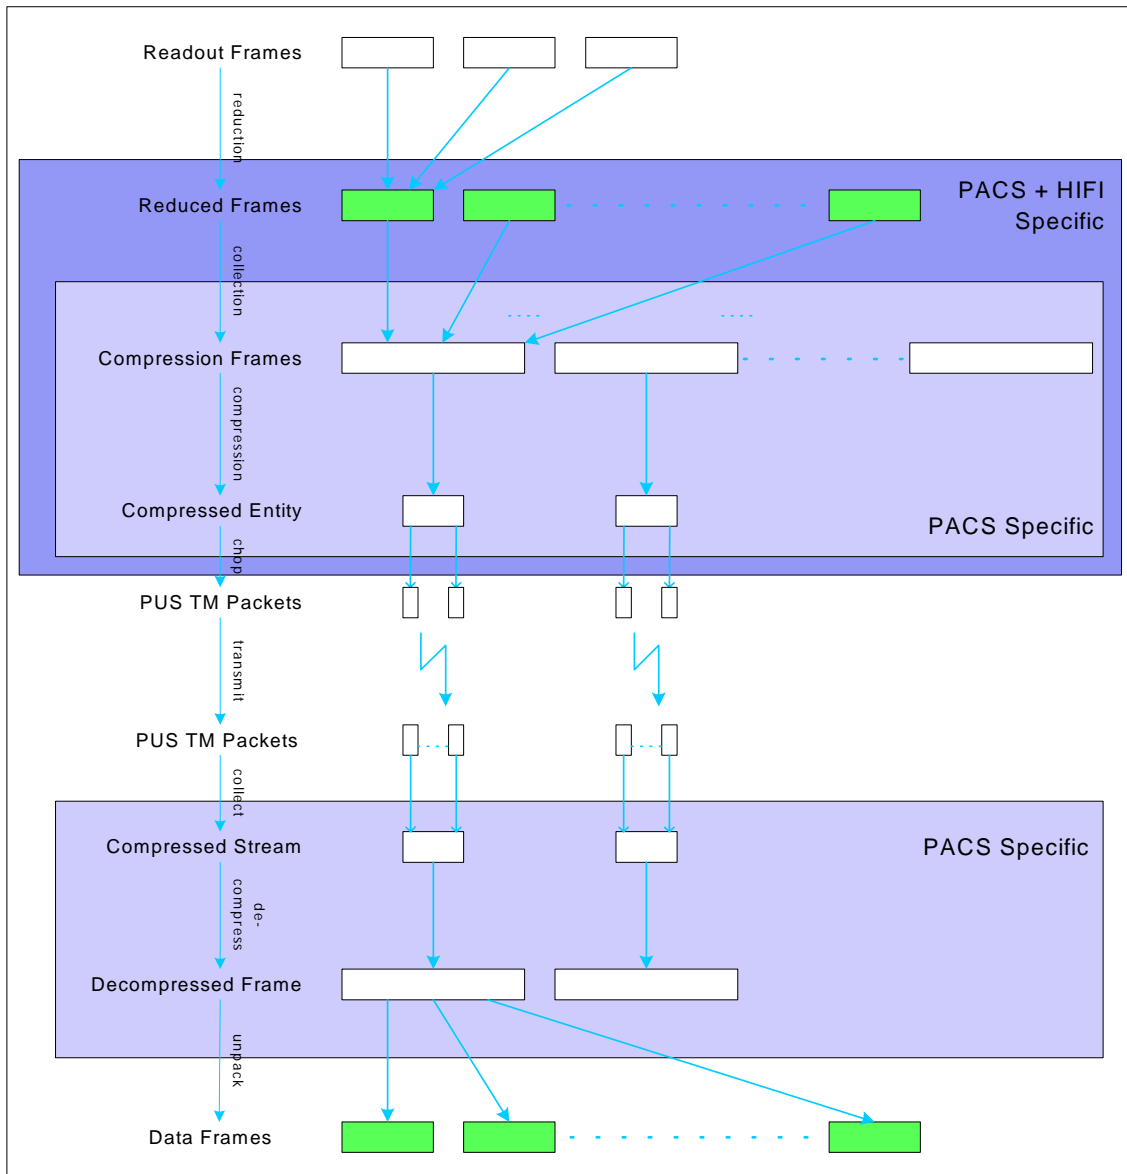 Readout Frames
reduction
PACS + HIFI
Specific
Reduced Frames
collection
Compression Frames
compression
Compressed Entity
PACS Specific
chop
PUS TM Packets
transmit
PUS TM Packets
collect
Compressed Stream
PACS Specific
de-
compress
Decompressed Frame
unpack
Data Frames